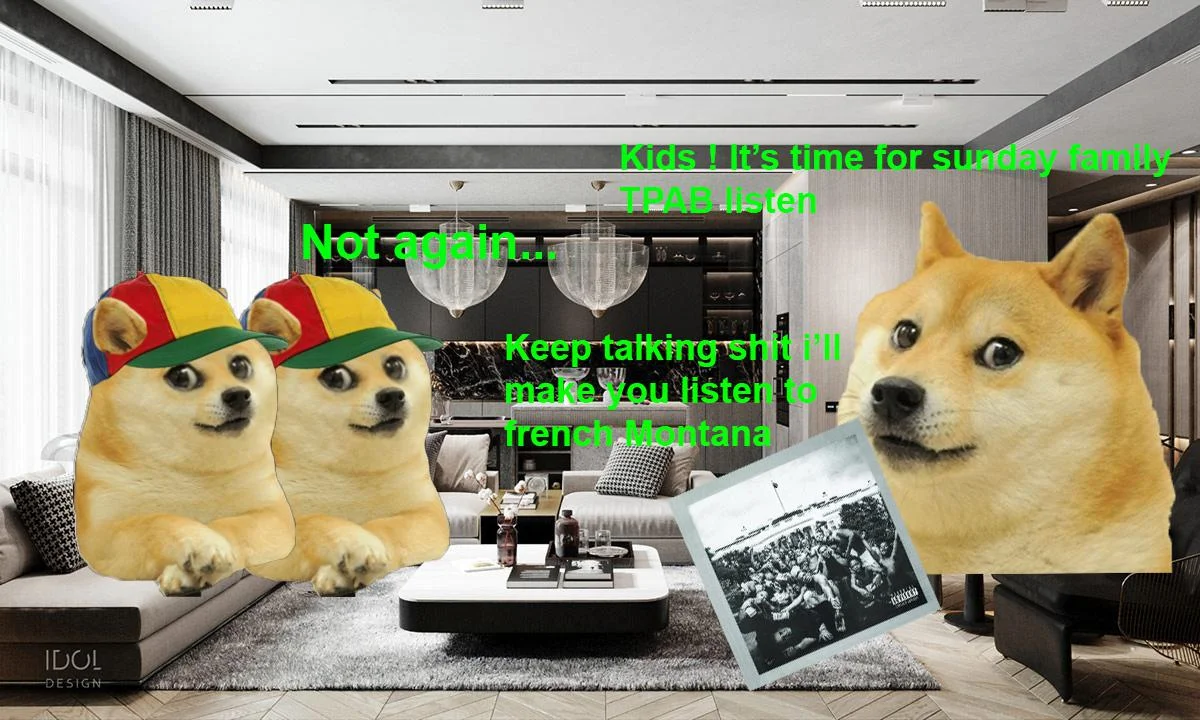 Kids ! It’s time for sunday family
TPAB listen
Not again...
Keep talking shit i’ll
make you listen to
french Montana
IDOL
DESIGN